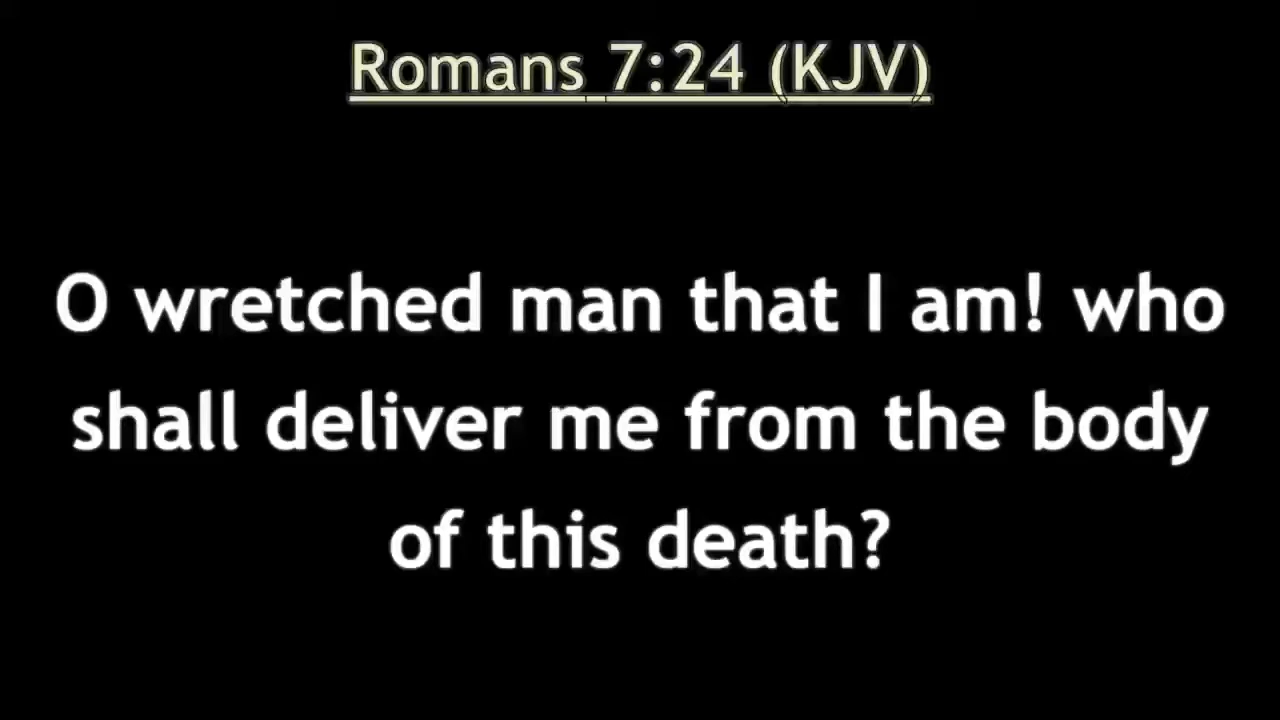 Romans 7:24 (KJV)
O wretched man that I am! who
shall deliver me from the body
of this death?